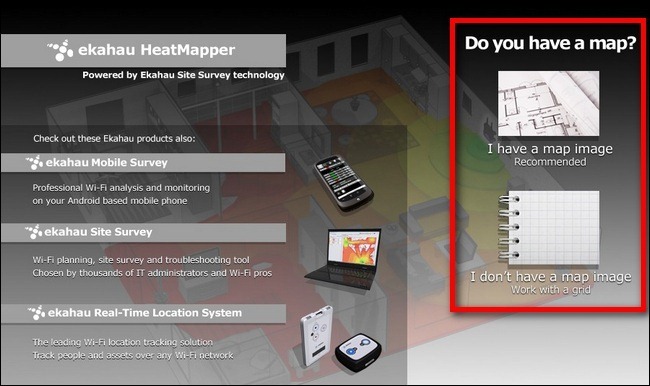 ekahau HeatMapper
Powered by Ekahau Site Survey technology
Check out these Ekahau products also:
ekahau Mobile Survey
Professional Wi-Fi analysis and monitoring
on your Android based mobile phone
ekahau Site Survey
Wi-Fi planning, site survey and troubleshooting tool
Chosen by thousands of IT administrators and Wi-Fi pros
ekahau Real-Time Location System
The leading Wi-Fi location tracking solution
Track people and assets over any Wi-Fi network
Do you have a map?
I have a map image
Recommended
I don't have a map image
Work with a grid